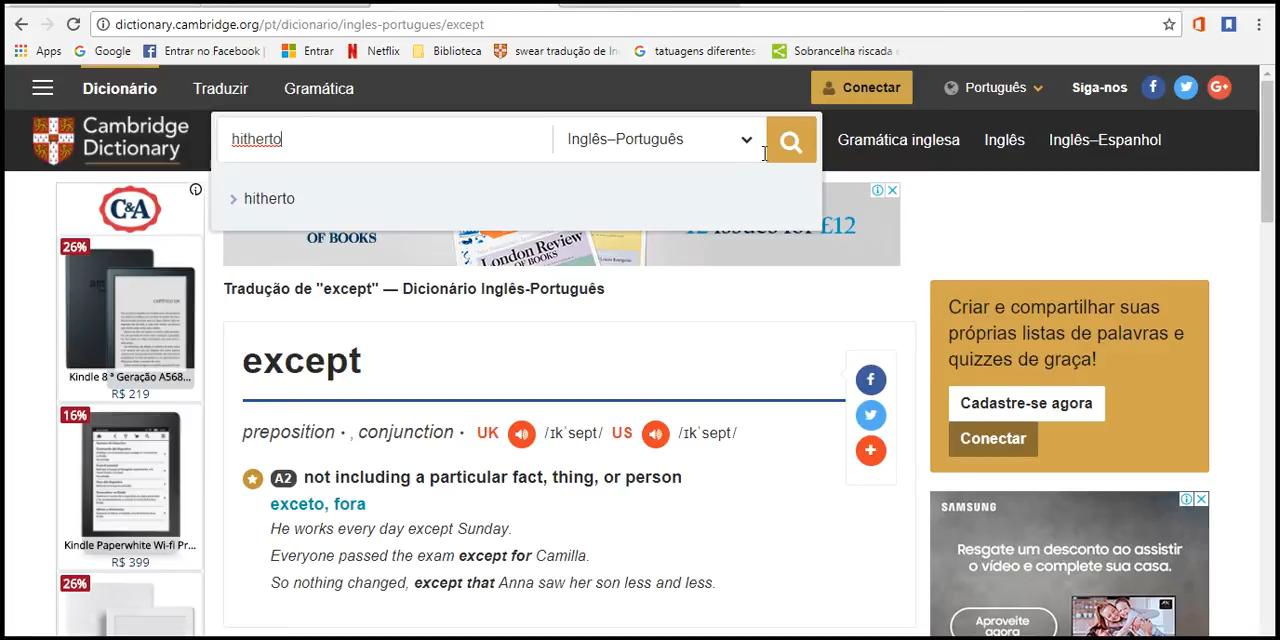 dictionary.cambridge.org/pt/dicionario/ingles-portugues/except
Apps Google Entrar no Facebook Entrar Netflix Biblioteca swear tradução de In tatuagens diferentes Sobrancelha riscada
Dicionário Traduzir Gramática Conectar Português Siga-nos
Cambridge
Dictionary
hitherto Inglês–Português Gramática inglesa Inglês Inglês–Espanhol
hitherto
C&A
OF BOOKS
London Review
OF BOOKS
£12
26%
Kindle 8 ª Geração A568...
R$ 219
16%
Kindle Paperwhite Wi-fi Pr...
R$ 399
26%
Tradução de "except" — Dicionário Inglês-Português
except
preposition · , conjunction · UK /ɪkˈsept/ US /ɪkˈsept/
A2 not including a particular fact, thing, or person
exceto, fora
He works every day except Sunday.
Everyone passed the exam except for Camilla.
So nothing changed, except that Anna saw her son less and less.
Criar e compartilhar suas
próprias listas de palavras e
quizzes de graça!
Cadastre-se agora
Conectar
SAMSUNG
Resgate um desconto ao assistir
o vídeo e complete sua casa.
Aproveite
agora